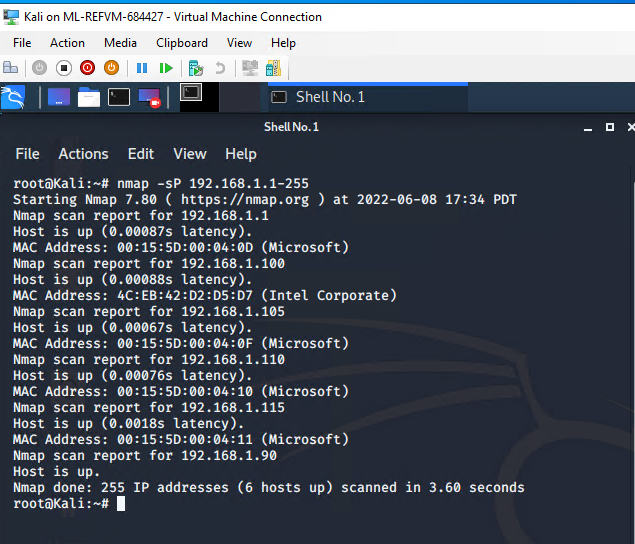 Kali on ML-REFVM-684427 - Virtual Machine Connection
File Action Media Clipboard View Help
Shell No. 1
Shell No.1
File Actions Edit View Help
root@Kali:~# nmap -sP 192.168.1.1-255
Starting Nmap 7.80 ( https://nmap.org ) at 2022-06-08 17:34 PDT
Nmap scan report for 192.168.1.1
Host is up (0.00087s latency).
MAC Address: 00:15:5D:00:04:0D (Microsoft)
Nmap scan report for 192.168.1.100
Host is up (0.00088s latency).
MAC Address: 4C:EB:42:D2:D5:D7 (Intel Corporate)
Nmap scan report for 192.168.1.105
Host is up (0.00067s latency).
MAC Address: 00:15:5D:00:04:0F (Microsoft)
Nmap scan report for 192.168.1.110
Host is up (0.00076s latency).
MAC Address: 00:15:5D:00:04:10 (Microsoft)
Nmap scan report for 192.168.1.115
Host is up (0.0018s latency).
MAC Address: 00:15:5D:00:04:11 (Microsoft)
Nmap scan report for 192.168.1.90
Host is up.
Nmap done: 255 IP addresses (6 hosts up) scanned in 3.60 seconds
root@Kali:~#